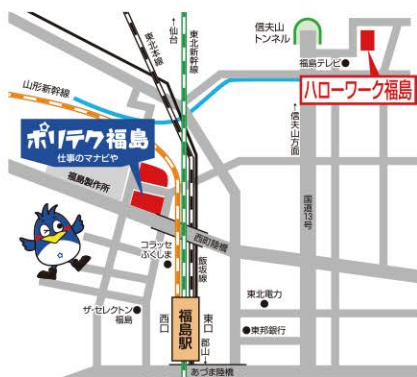 ←仙台
東北本線
東北新幹線
信夫山
トンネル
福島テレビ
ハローワーク福島
山形新幹線
ポリテク福島
仕事のマナビや
←信夫山方面
福島製作所
国道13号
西町陸橋
コラッセ
ふくしま
飯坂線
東北電力
ザ・セレクトン
福島
西口
福島駅
東口
郡山→
東邦銀行
あづま陸橋